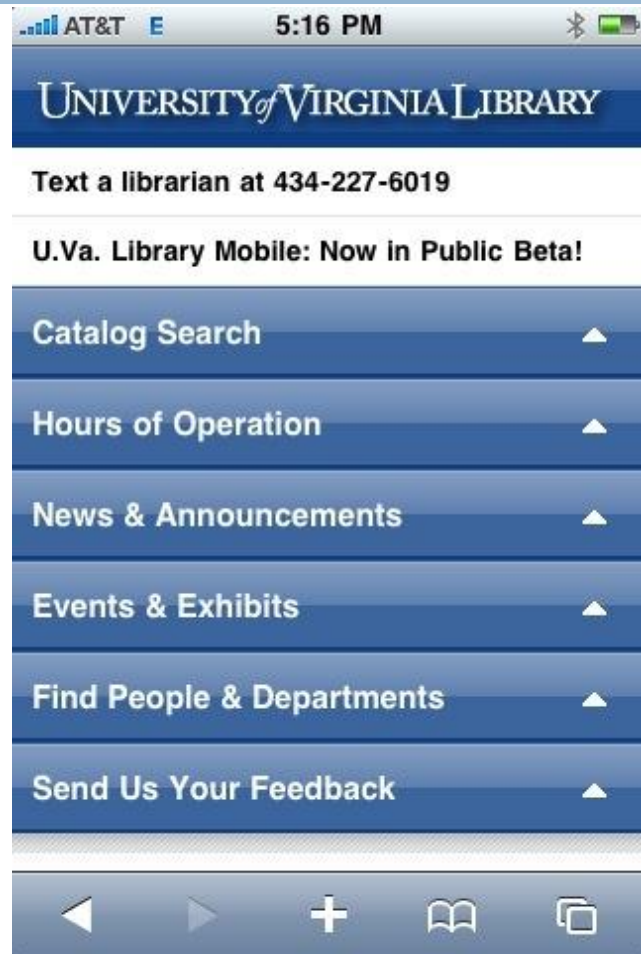 AT&T E 5:16 PM
UNIVERSITY of VIRGINIA LIBRARY
Text a librarian at 434-227-6019
U.Va. Library Mobile: Now in Public Beta!
Catalog Search
Hours of Operation
News & Announcements
Events & Exhibits
Find People & Departments
Send Us Your Feedback